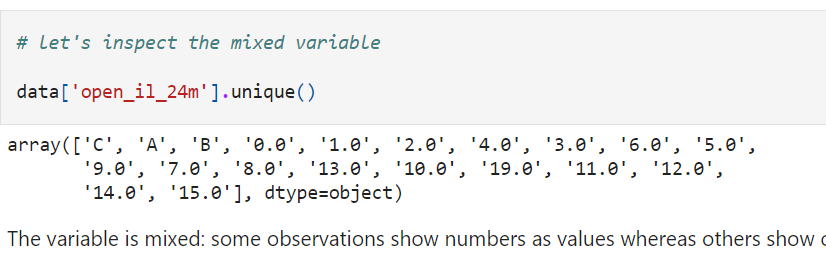 # Let's inspect the mixed variable
data['open_il_24m'].unique()
array(['C', 'A', 'B', '0.0', '1.0', '2.0', '4.0', '3.0', '6.0', '5.0',
'9.0', '7.0', '8.0', '13.0', '10.0', '19.0', '11.0', '12.0',
'14.0', '15.0'], dtype=object)
The variable is mixed: some observations show numbers as values whereas others show